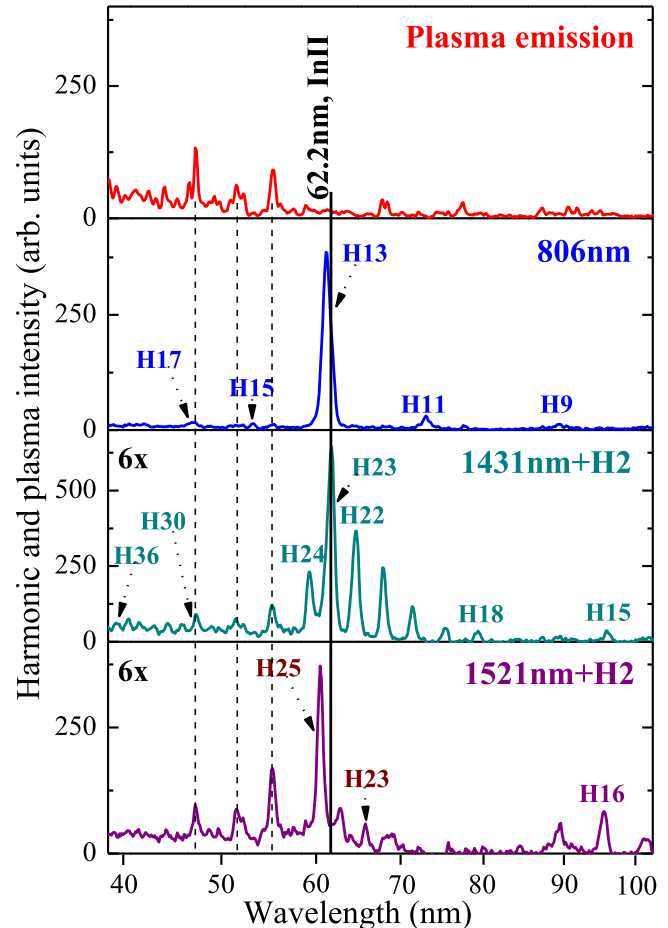 Plasma emission
250
0
62.2nm, InII
Harmonic and plasma intensity (arb. units)
806nm
H13
250
H17
H15
H11
H9
0
6x
1431nm+H2
500
H23
H30
H22
H36
H24
250
H18
H15
0
6x
1521nm+H2
H25
250
H23
H16
0
40 50 60 70 80 90 100
Wavelength (nm)